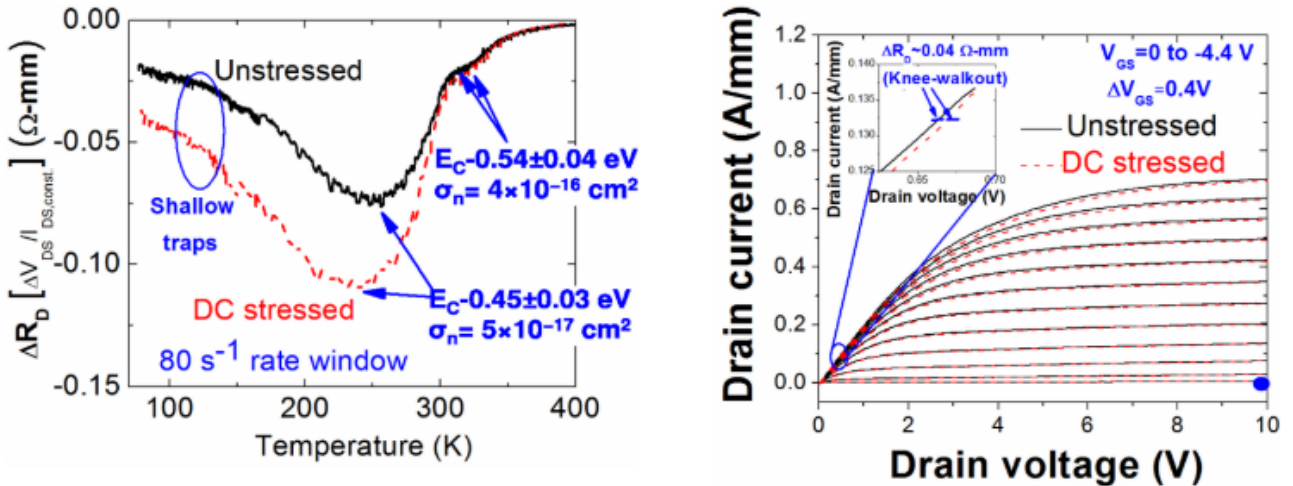 0.00
-0.05
-0.10
-0.15
ΔR_D [ΔV_DS/I_DS,const.] (Ω-mm)
Unstressed
Shallow
traps
E_C-0.54±0.04 eV
σ_n= 4×10⁻¹⁶ cm²
DC stressed
E_C-0.45±0.03 eV
σ_n= 5×10⁻¹⁷ cm²
80 s⁻¹ rate window
100 200 300 400
Temperature (K)
1.2
1.0
0.8
0.6
0.4
0.2
0.0
Drain current (A/mm)
ΔR_D~0.04 Ω-mm
(Knee-walkout)
0.140
0.135
0.130
0.125
Drain current (A/mm)
0.65 0.70
Drain voltage (V)
V_GS=0 to -4.4 V
ΔV_GS=0.4V
Unstressed
DC stressed
0 2 4 6 8 10
Drain voltage (V)